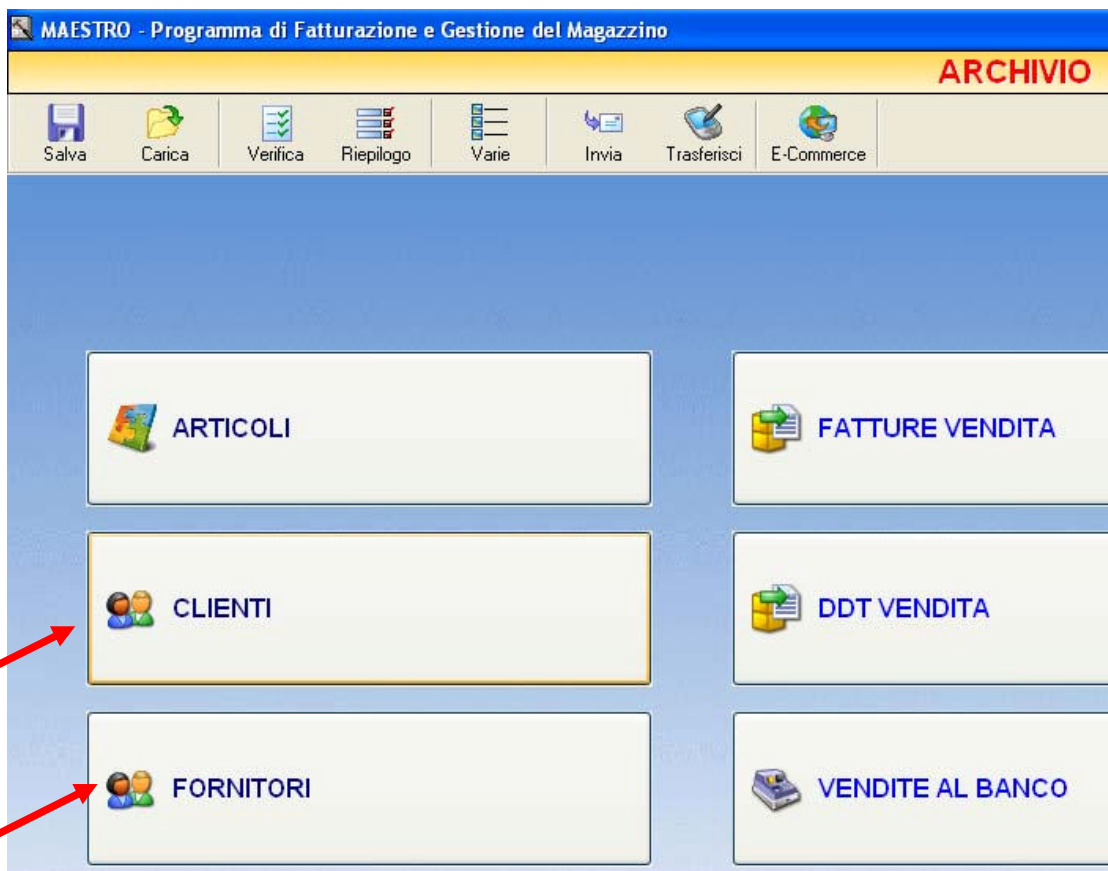 MAESTRO - Programma di Fatturazione e Gestione del Magazzino
ARCHIVIO
Salva Carica Verifica Riepilogo Varie Invia Trasferisci E-Commerce
ARTICOLI FATTURE VENDITA
CLIENTI DDT VENDITA
FORNITORI VENDITE AL BANCO